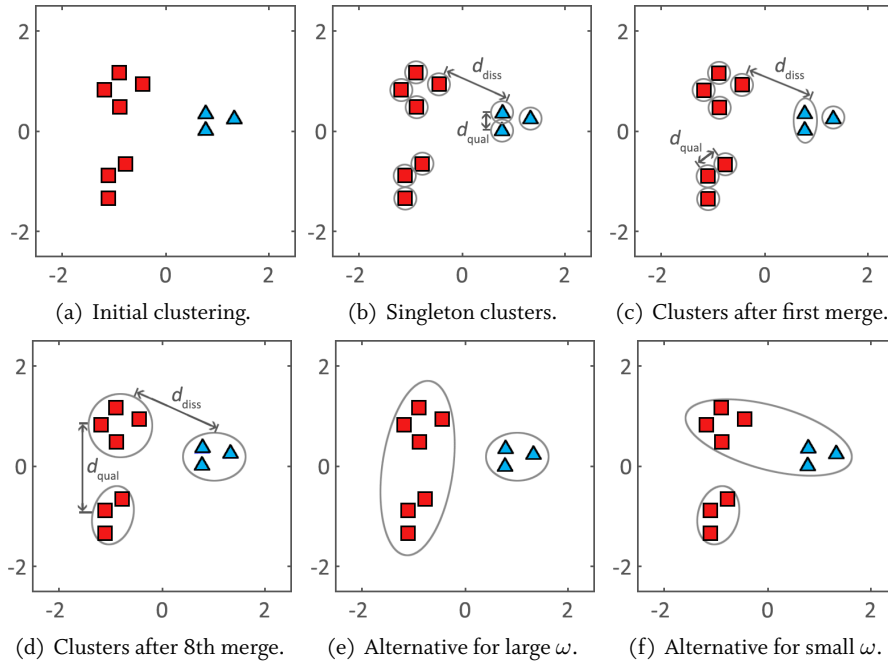 2
0
-2
-2 0 2
(a) Initial clustering.
2
0
-2
d_diss
d_qual
-2 0 2
(b) Singleton clusters.
2
0
-2
d_diss
d_qual
-2 0 2
(c) Clusters after first merge.
2
0
-2
d_diss
d_qual
-2 0 2
(d) Clusters after 8th merge.
2
0
-2
-2 0 2
(e) Alternative for large ω.
2
0
-2
-2 0 2
(f) Alternative for small ω.